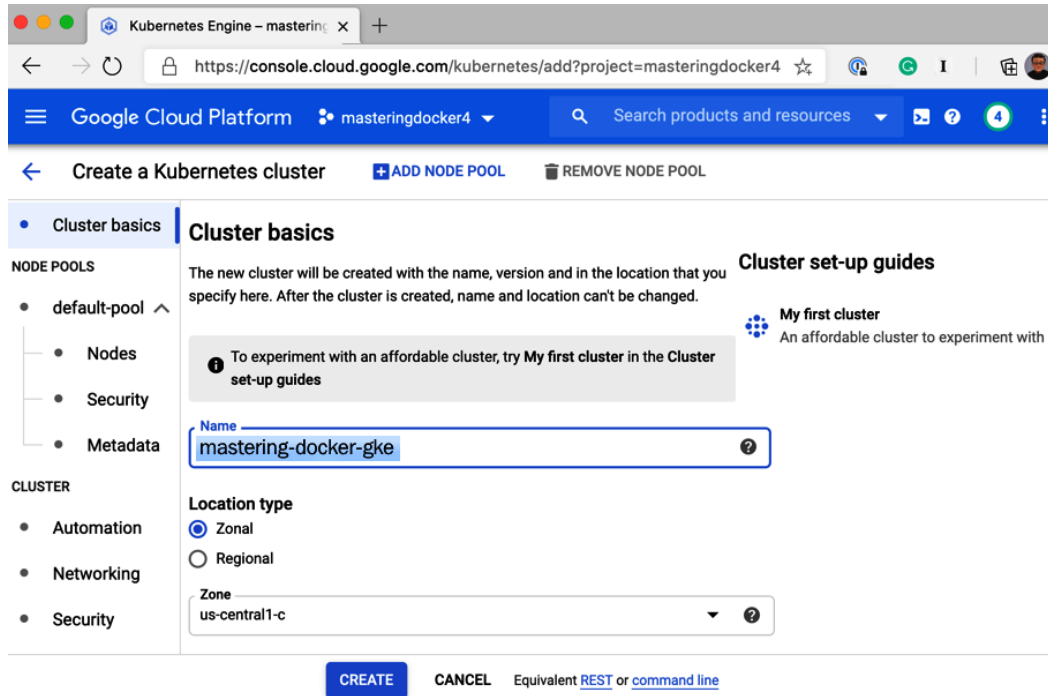 Kubernetes Engine – mastering
https://console.cloud.google.com/kubernetes/add?project=masteringdocker4
Google Cloud Platform
masteringdocker4
Search products and resources
4
Create a Kubernetes cluster
ADD NODE POOL
REMOVE NODE POOL
Cluster basics
NODE POOLS
default-pool
Nodes
Security
Metadata
CLUSTER
Automation
Networking
Security
Cluster basics
The new cluster will be created with the name, version and in the location that you
specify here. After the cluster is created, name and location can't be changed.
To experiment with an affordable cluster, try My first cluster in the Cluster
set-up guides
Name
mastering-docker-gke
Location type
Zonal
Regional
Zone
us-central1-c
Cluster set-up guides
My first cluster
An affordable cluster to experiment with
CREATE
CANCEL
Equivalent REST or command line